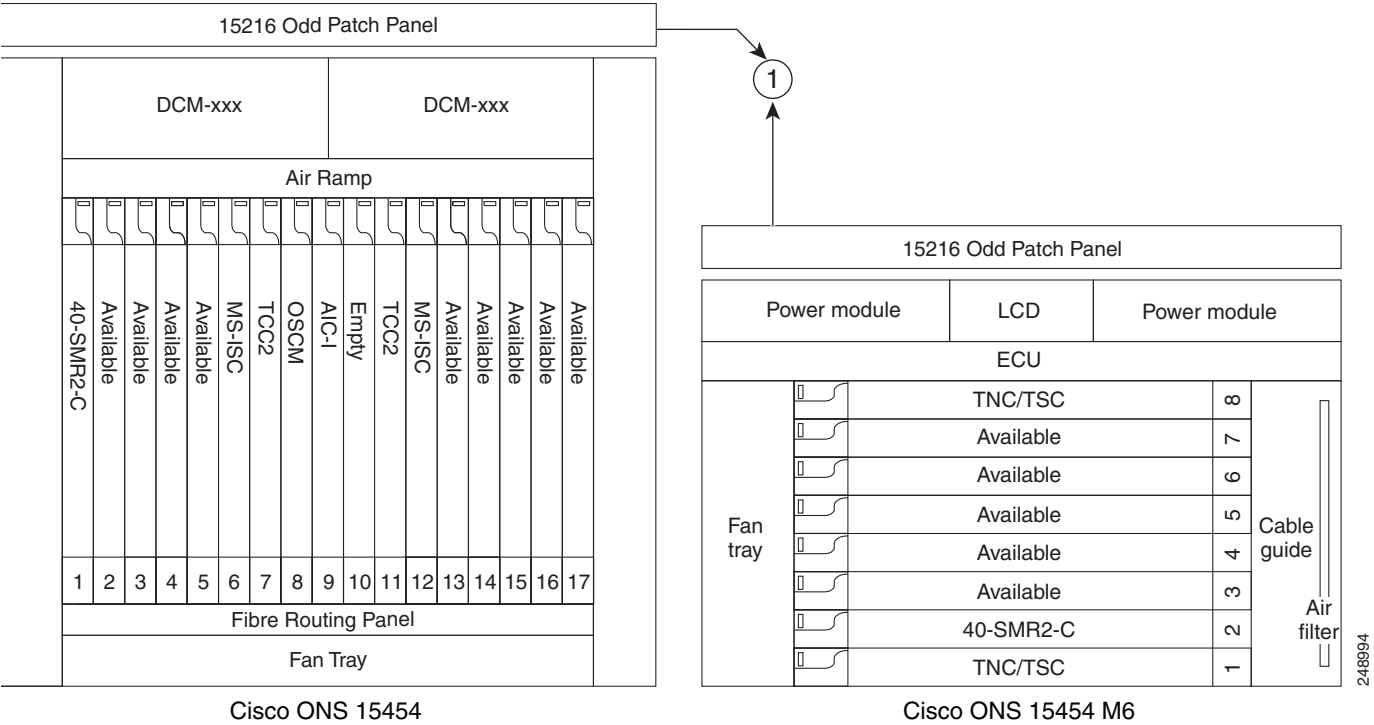 15216 Odd Patch Panel
1
DCM-xxx
DCM-xxx
Air Ramp
40-SMR2-C
Available
Available
Available
Available
MS-ISC
TCC2
OSCM
AIC-I
Empty
TCC2
MS-ISC
Available
Available
Available
Available
Available
1 2 3 4 5 6 7 8 9 10 11 12 13 14 15 16 17
Fibre Routing Panel
Fan Tray
Cisco ONS 15454
15216 Odd Patch Panel
Power module
LCD
Power module
ECU
Fan
tray
TNC/TSC 8
Available 7
Available 6
Available 5
Available 4
Available 3
40-SMR2-C 2
TNC/TSC 1
Cable
guide
Air
filter
Cisco ONS 15454 M6
248994